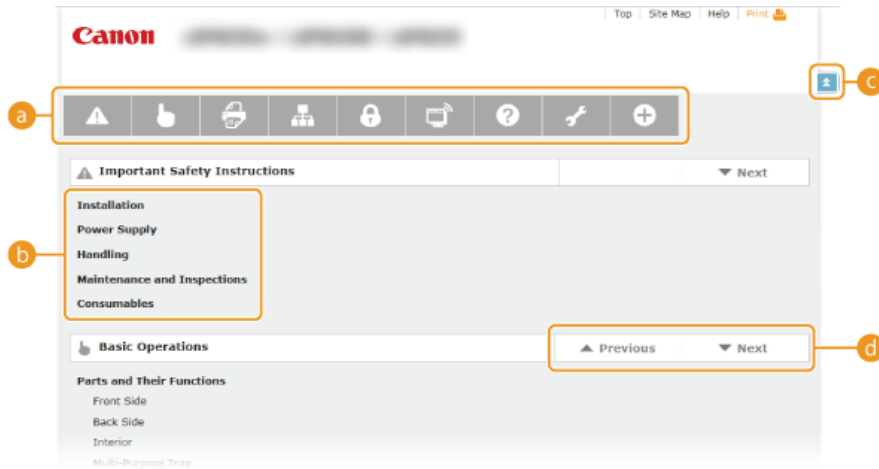 Top Site Map Help Print
Canon
c
a
Important Safety Instructions Next
Installation
Power Supply
b Handling
Maintenance and Inspections
Consumables
Basic Operations Previous Next d
Parts and Their Functions
Front Side
Back Side
Interior
Multi-Purpose Tray